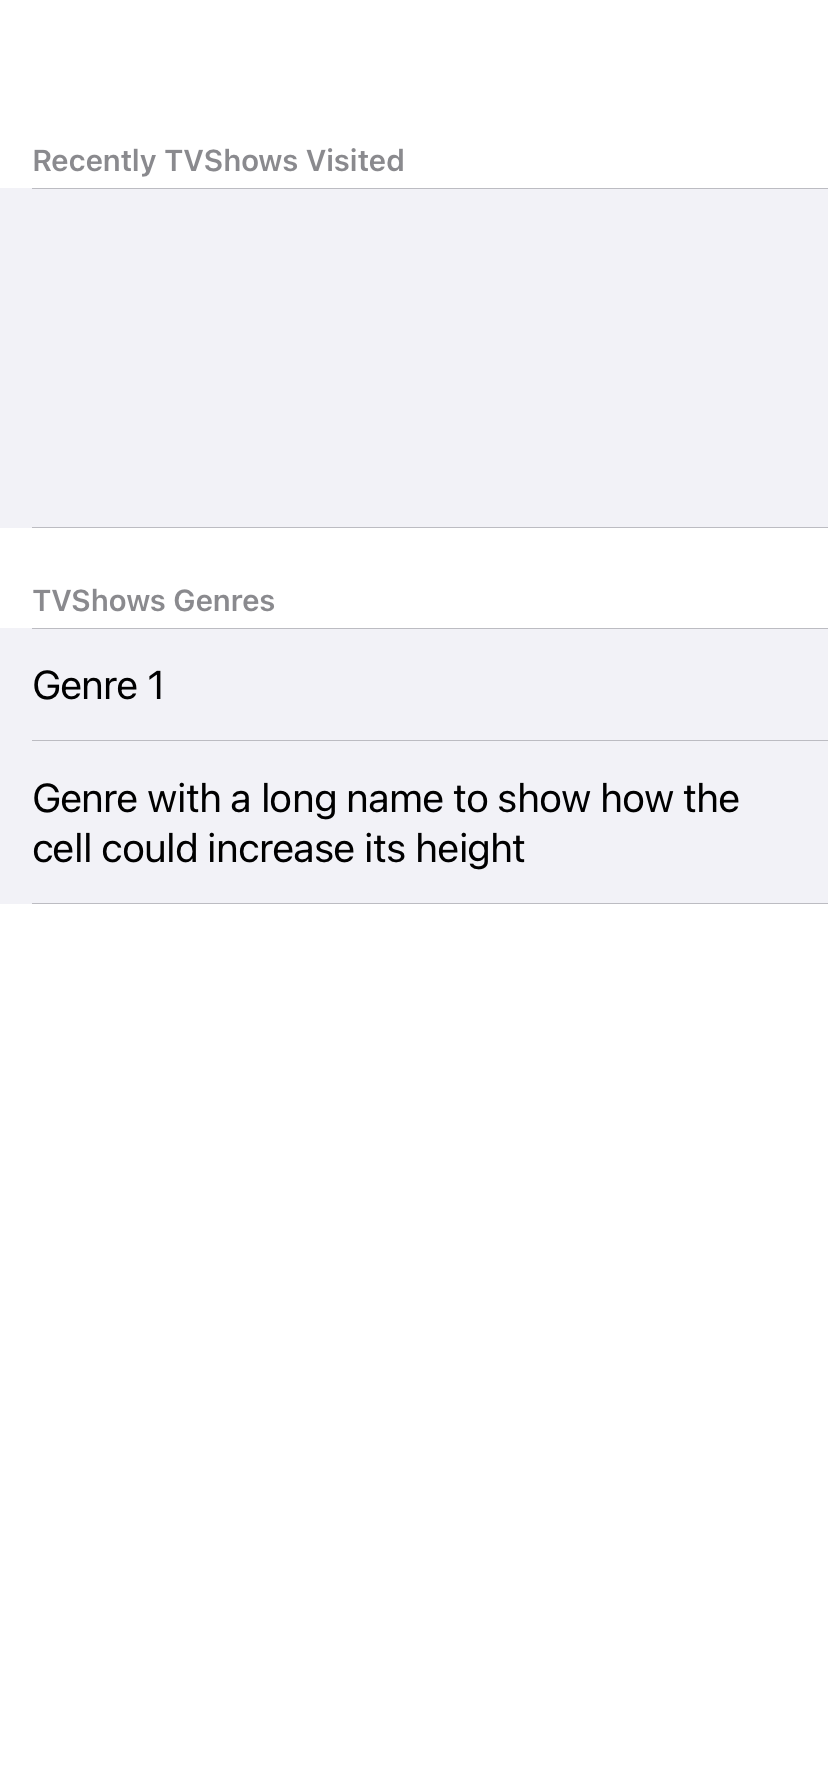 Recently TVShows Visited
TVShows Genres
Genre 1
Genre with a long name to show how the
cell could increase its height